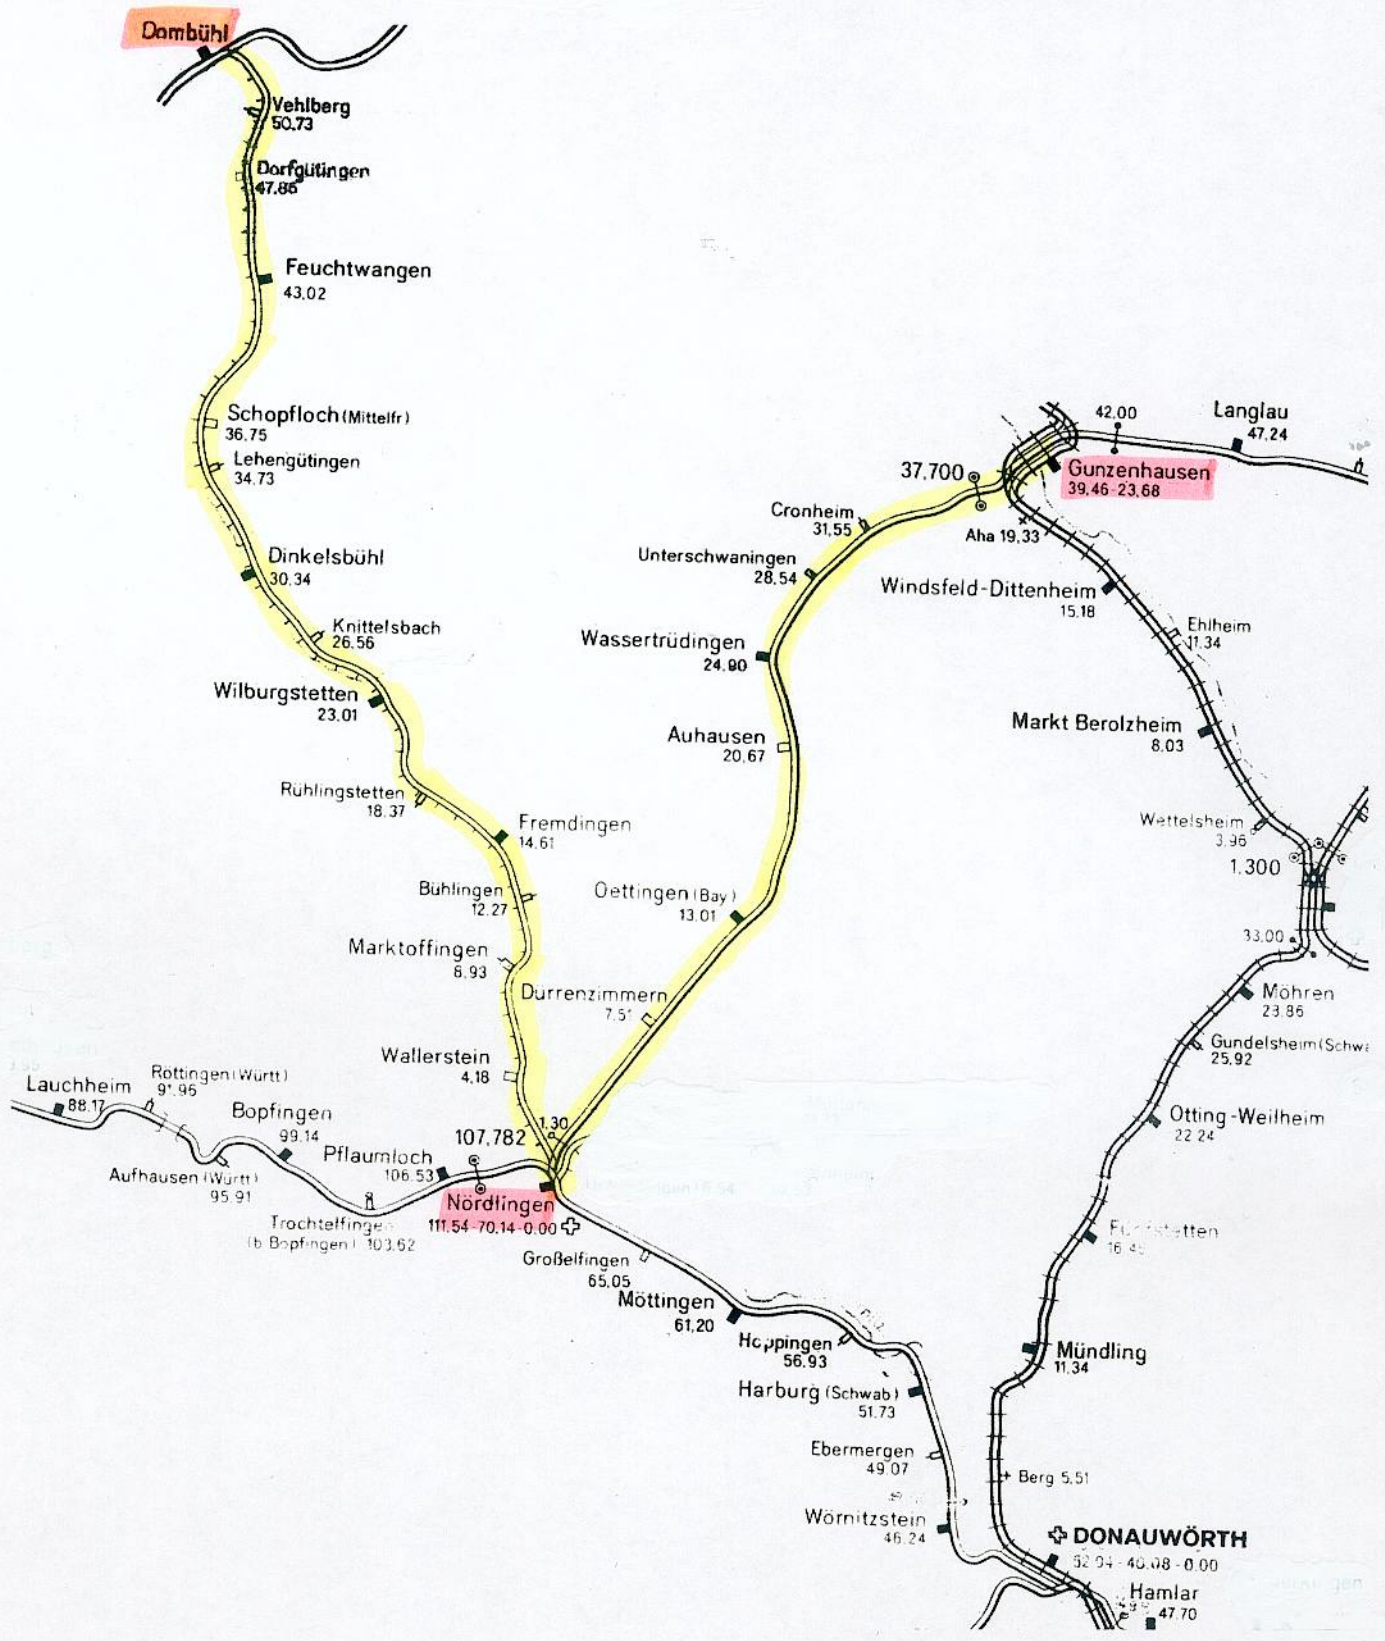 Dombühl
Vehlberg
50.73
Dorfgütingen
47.86
Feuchtwangen
43.02
Schopfloch (Mittelfr)
36.75
Lehengütingen
34.73
Dinkelsbühl
30.34
Knittelsbach
26.56
Wilburgstetten
23.01
Rühlingstetten
18.37
Fremdingen
14.61
Bühlingen
12.27
Marktoffingen
8.93
Wallerstein
4.18
42.00
Langlau
47.24
37.700
Gunzenhausen
39.46-23.68
Cronheim
31,55
Aha 19,33
Unterschwaningen
28.54
Windsfeld-Dittenheim
15.18
Ehlheim
11.34
Wassertrüdingen
24.90
Markt Berolzheim
8.03
Auhausen
20,67
Wettelsheim
3.96
1.300
Oettingen (Bay)
13.01
33.00
Dürrenzimmern
7.51
Möhren
23.86
Gundelsheim (Schwa
25.92
Otting-Weilheim
22 24
Lauchheim
88.17
Röttingen (Württ)
91.96
Bopfingen
99.14
Aufhausen (Württ)
95.91
Pflaumloch
106.53
107,782
1.30
Trochtelfingen
(b Bopfingen) 103.62
Nördlingen
111.54-70.14-0.00
Großelfingen
65.05
Möttingen
61,20
Hoppingen
56.93
Harburg (Schwab)
51.73
Ebermergen
49.07
Wörnitzstein
46.24
Mündling
11.34
Berg 5.51
DONAUWÖRTH
Hamlar
47.70